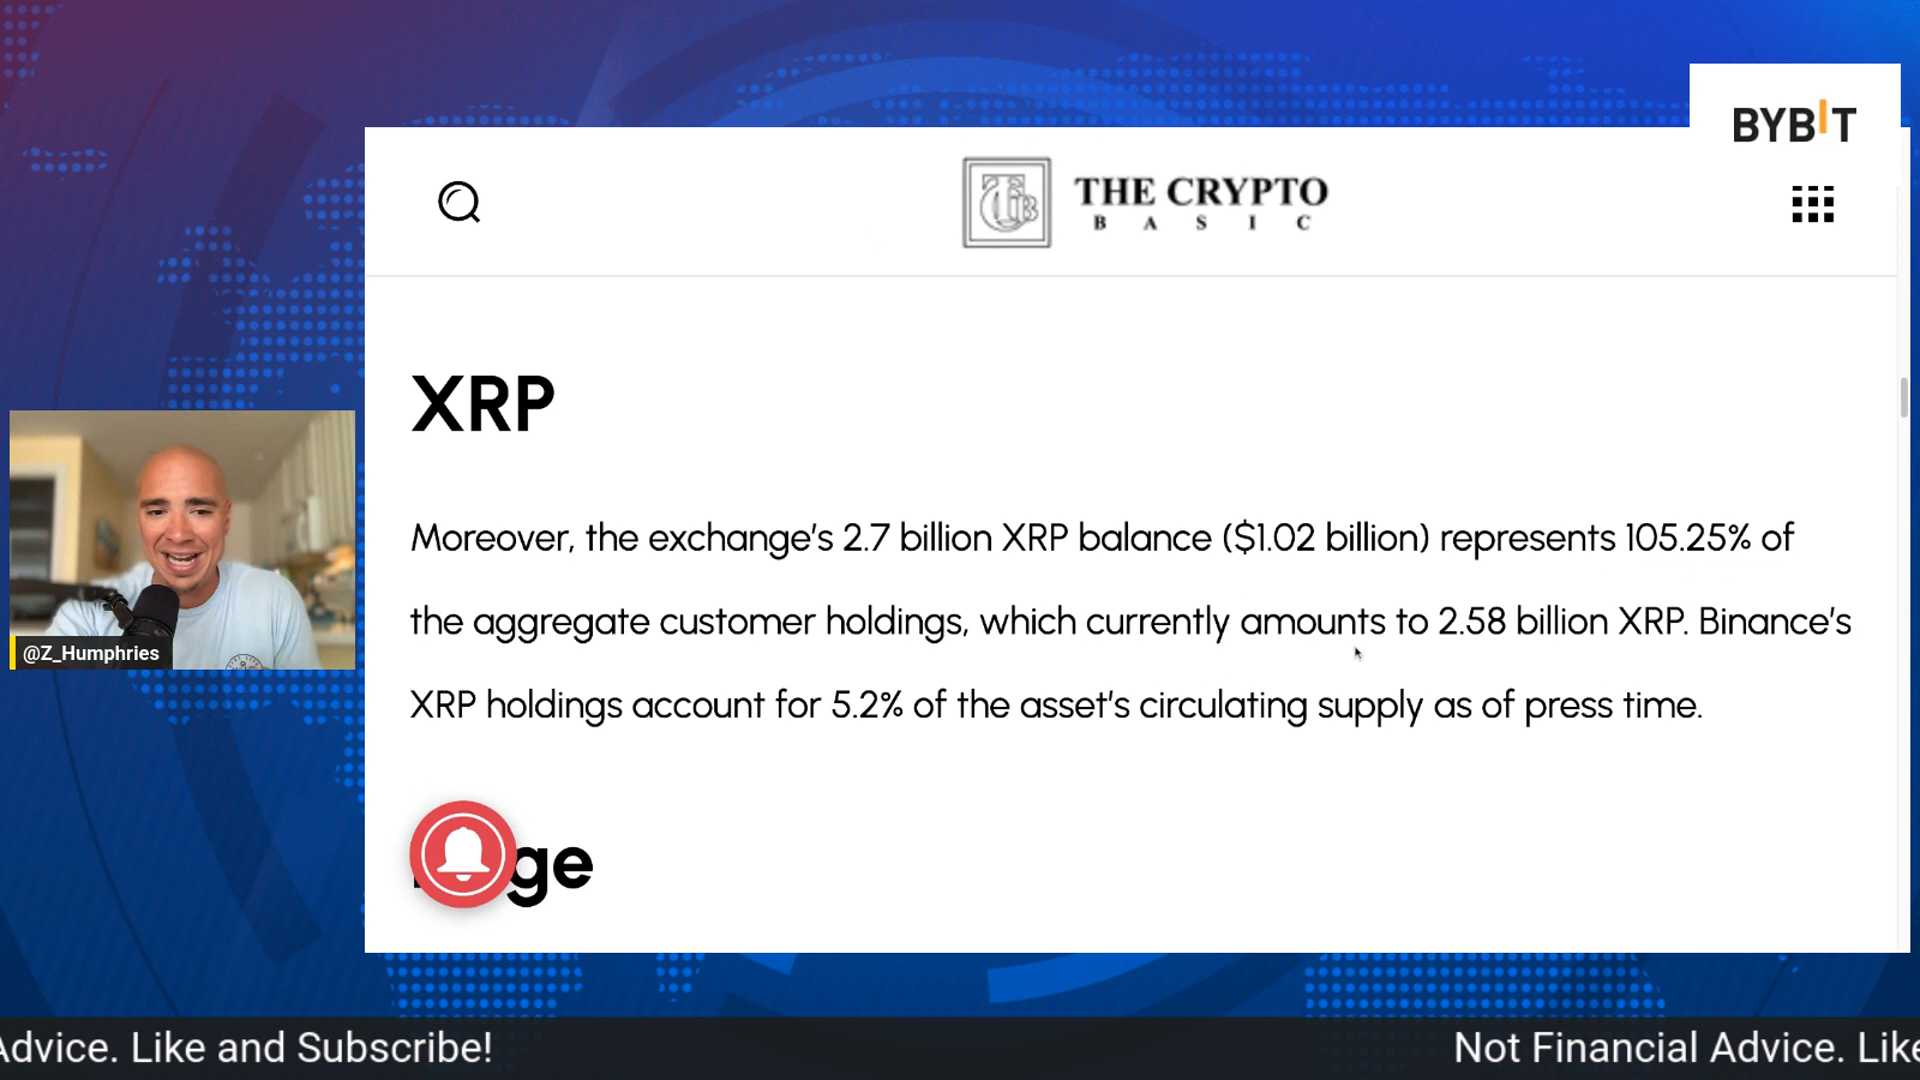 BYBIT
THE CRYPTO
BASIC
XRP
Moreover, the exchange's 2.7 billion XRP balance ($1.02 billion) represents 105.25% of
the aggregate customer holdings, which currently amounts to 2.58 billion XRP. Binance's
XRP holdings account for 5.2% of the asset's circulating supply as of press time.
@Z_Humphries
Advice. Like and Subscribe!
Not Financial Advice. Like